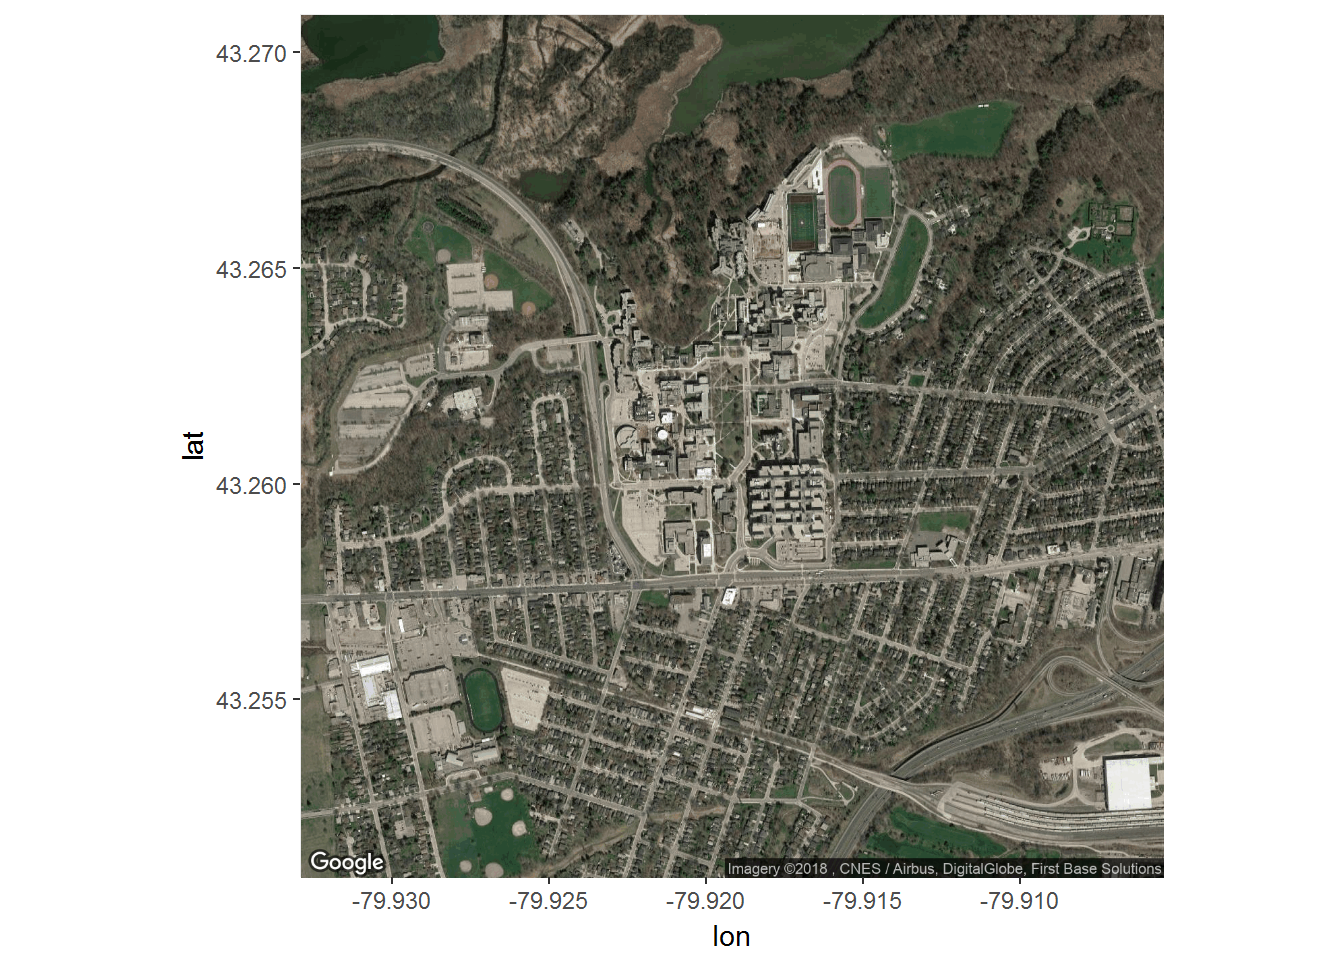 43.270
43.265
43.260
43.255
lat
Google
Imagery ©2018 , CNES / Airbus, DigitalGlobe, First Base Solutions
-79.930
-79.925
-79.920
-79.915
-79.910
lon